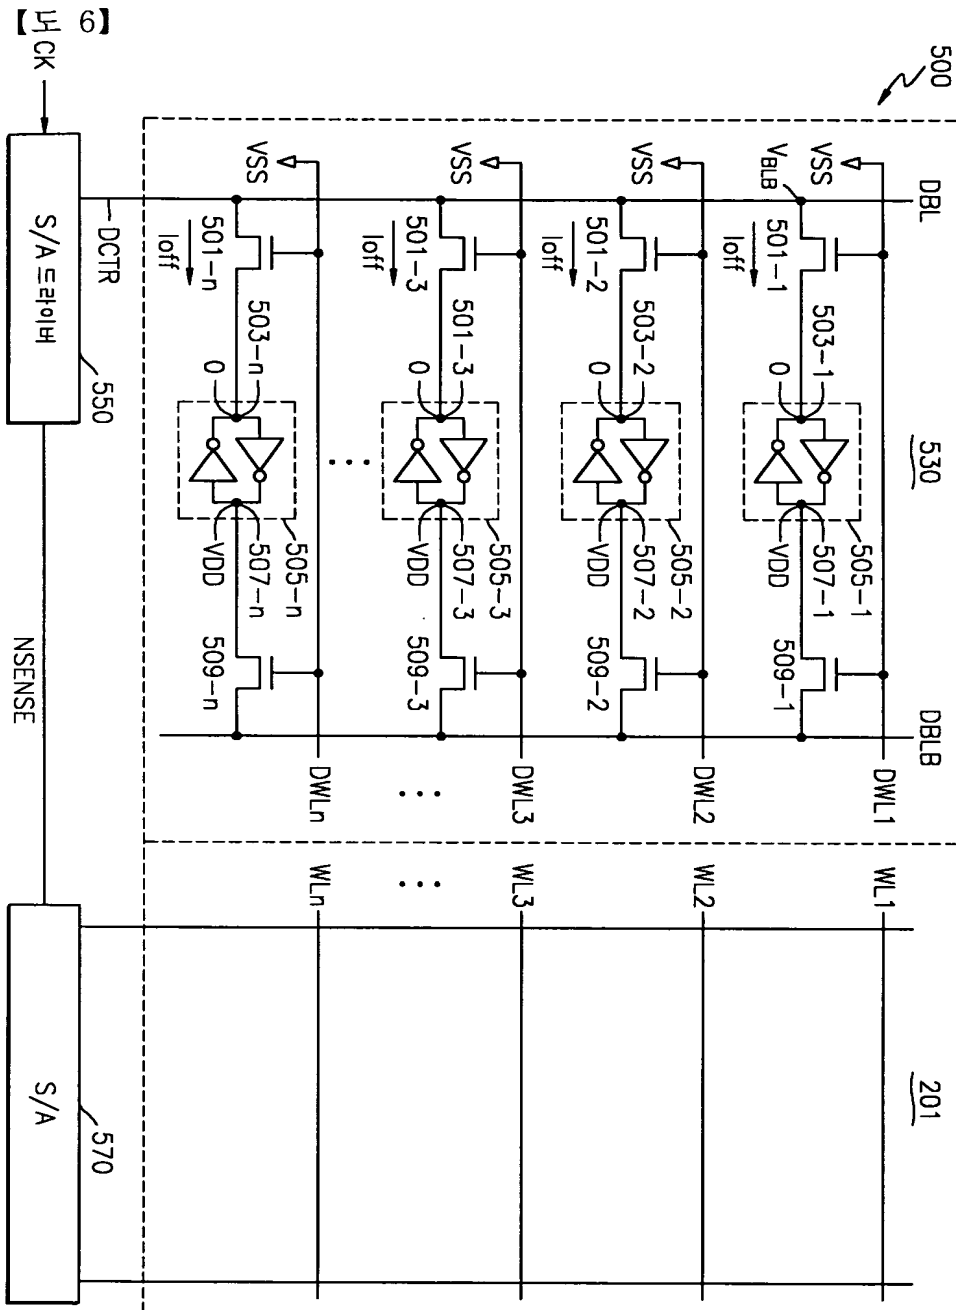 【도 6】
500
DBL
530
DBLB
201
VSS
DWL1
WL1
VBLB
501-1
Ioff
503-1
0
505-1
507-1
VDD
509-1
VSS
DWL2
WL2
501-2
Ioff
503-2
0
505-2
507-2
VDD
509-2
VSS
DWL3
WL3
501-3
Ioff
501-3
0
505-3
507-3
VDD
509-3
VSS
DWLn
WLn
501-n
Ioff
503-n
0
505-n
507-n
VDD
509-n
DCTR
CK
S/A 드라이버
550
NSENSE
S/A
570